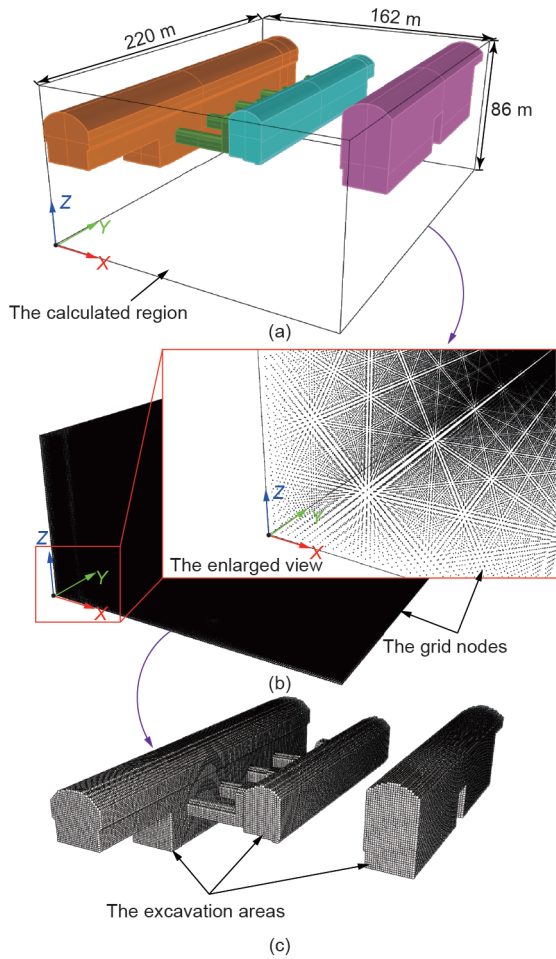 220 m
162 m
86 m
Z
Y
X
The calculated region
(a)
Z
Y
X
The enlarged view
Z
Y
X
The grid nodes
(b)
The excavation areas
(c)